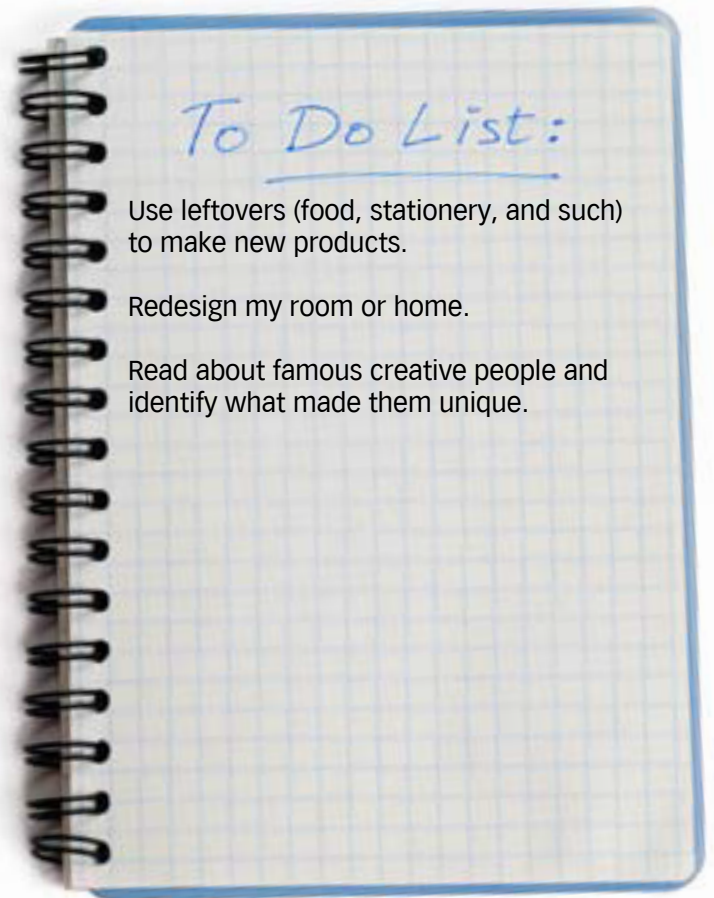 To Do List:
Use leftovers (food, stationery, and such)
to make new products.
Redesign my room or home.
Read about famous creative people and
identify what made them unique.